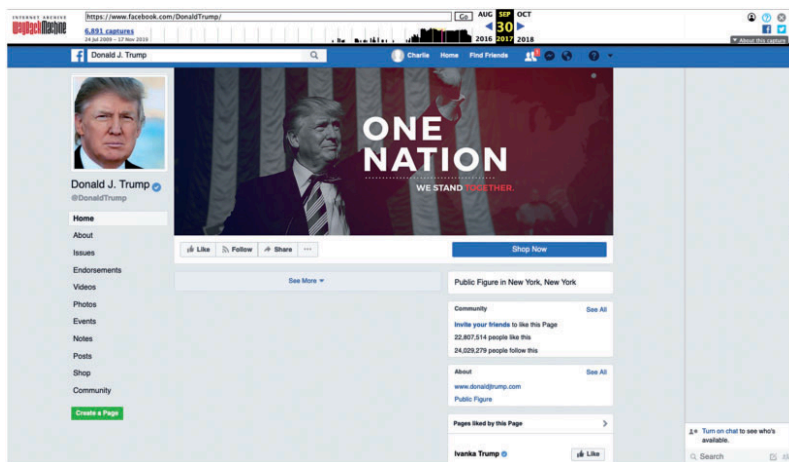 INTERNET ARCHIVE
WayBackMachine
https://www.facebook.com/DonaldTrump/
Go
AUG SEP OCT
30
2016 2017 2018
6,891 captures
24 Jul 2009 – 17 Nov 2019
About this capture
Donald J. Trump
Charlie Home Find Friends
ONE
NATION
WE STAND TOGETHER.
Donald J. Trump
@DonaldTrump
Home
About
Issues
Endorsements
Videos
Photos
Events
Notes
Posts
Shop
Community
Create a Page
Like Follow Share
Shop Now
See More
Public Figure in New York, New York
Community See All
Invite your friends to like this Page
22,807,514 people like this
24,029,279 people follow this
About See All
www.donaldjtrump.com
Public Figure
Pages liked by this Page
Ivanka Trump Like
Turn on chat to see who's
available.
Search